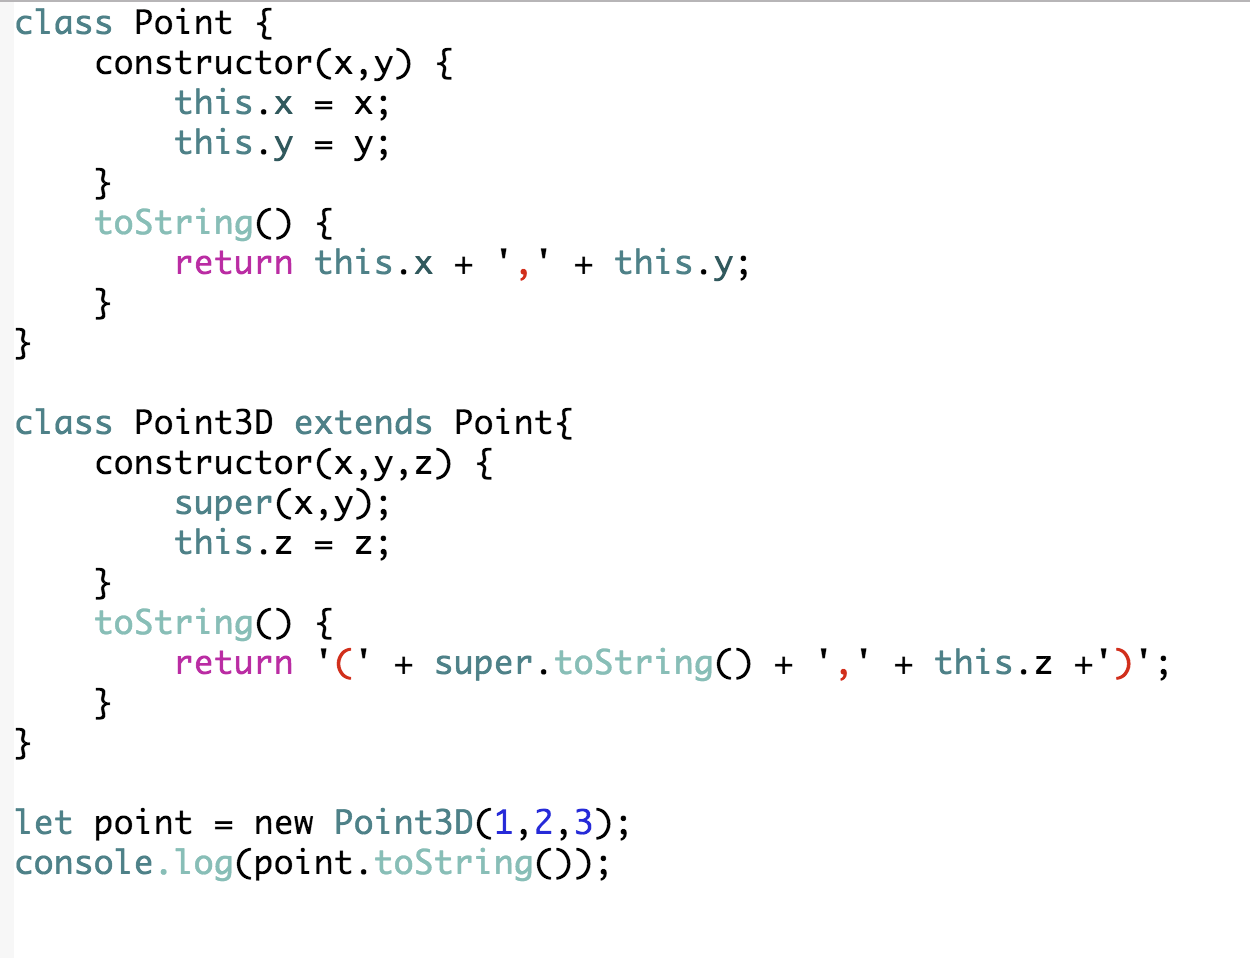 class Point {
    constructor(x,y) {
        this.x = x;
        this.y = y;
    }
    toString() {
        return this.x + ',' + this.y;
    }
}

class Point3D extends Point{
    constructor(x,y,z) {
        super(x,y);
        this.z = z;
    }
    toString() {
        return '(' + super.toString() + ',' + this.z +')';
    }
}

let point = new Point3D(1,2,3);
console.log(point.toString());